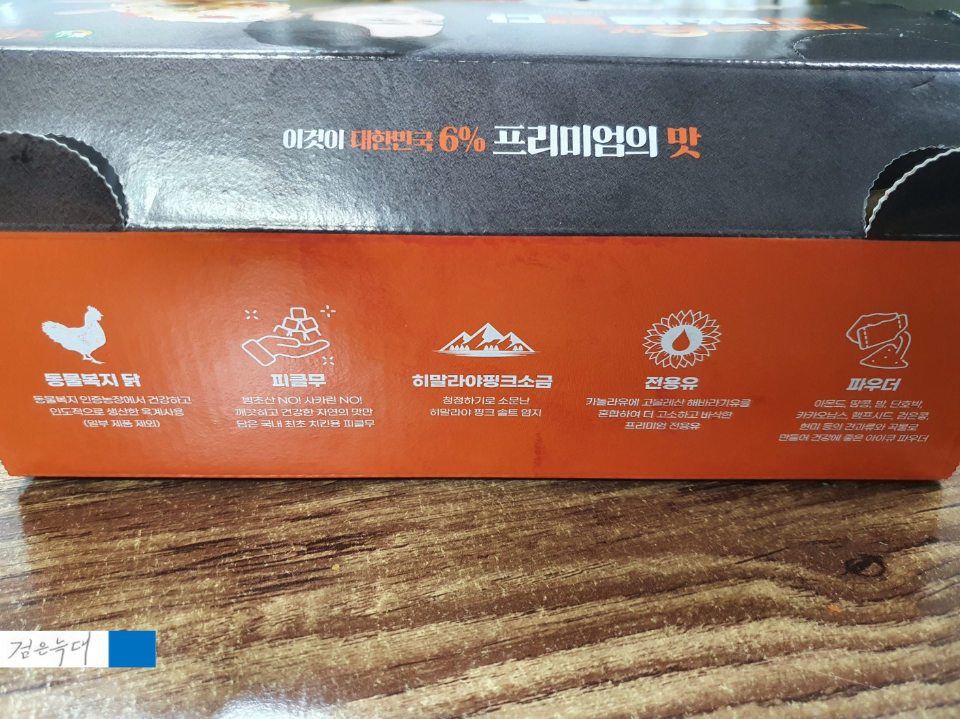 이것이 대한민국 6% 프리미엄의 맛
동물복지 닭
동물복지 인증농장에서 건강하고
인도적으로 생산한 육계사용
(일부 제품 제외)
피클무
빙초산 NO! 사카린 NO!
깨끗하고 건강한 자연의 맛만
담은 국내 최초 치킨용 피클무
히말라야핑크소금
청정하기로 소문난
히말라야 핑크 솔트 염지
전용유
카놀라유에 고올레산 해바라기유를
혼합하여 더 고소하고 바삭한
프리미엄 전용유
파우더
아몬드, 땅콩, 밤, 단호박,
카카오닙스, 햄프시드, 검은콩,
현미 등의 견과류와 곡물로
만들어 건강에 좋은 아이큐 파우더
검은늑대